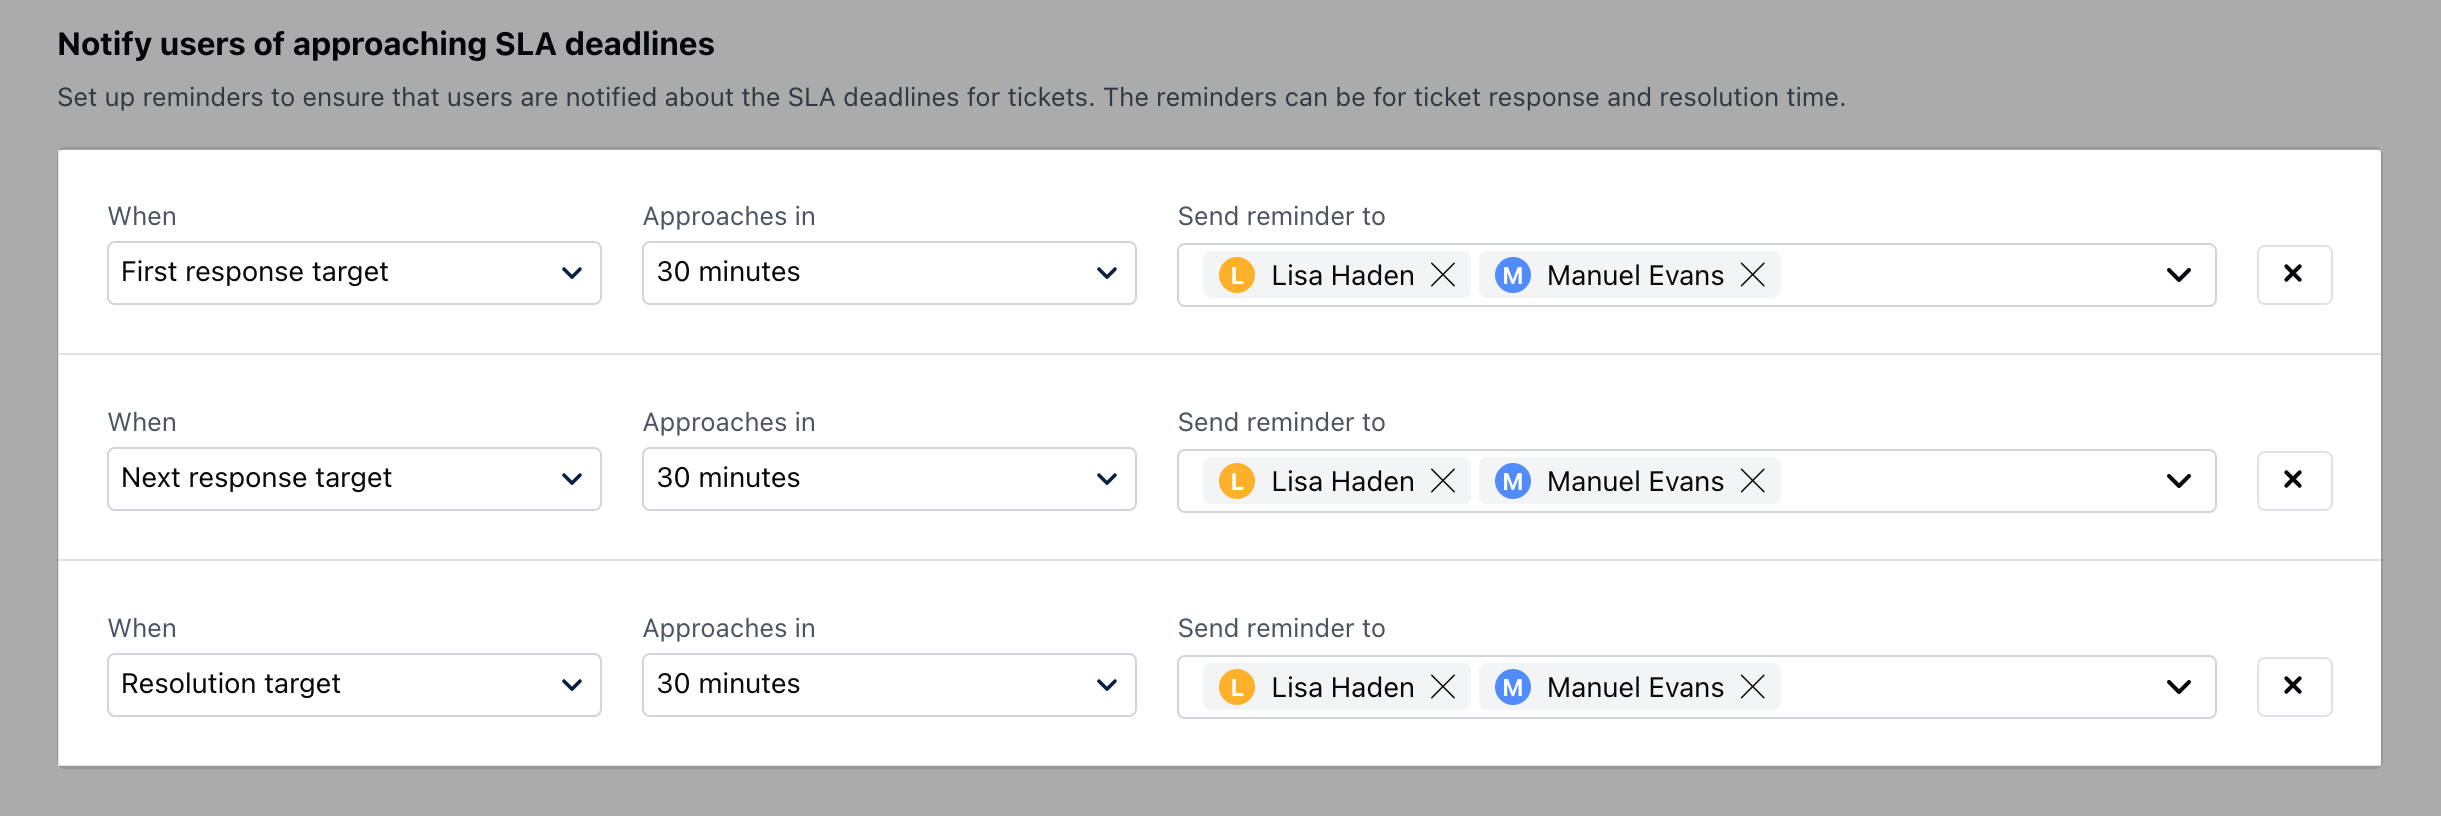 Notify users of approaching SLA deadlines
Set up reminders to ensure that users are notified about the SLA deadlines for tickets. The reminders can be for ticket response and resolution time.
When Approaches in Send reminder to
First response target 30 minutes L Lisa Haden M Manuel Evans
When Approaches in Send reminder to
Next response target 30 minutes L Lisa Haden M Manuel Evans
When Approaches in Send reminder to
Resolution target 30 minutes L Lisa Haden M Manuel Evans